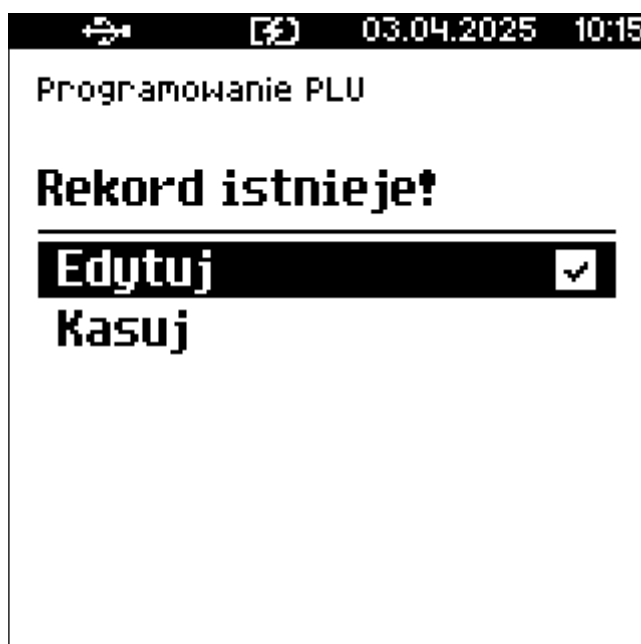 03.04.2025 10:15
Programowanie PLU
Rekord istnieje!
Edytuj
Kasuj